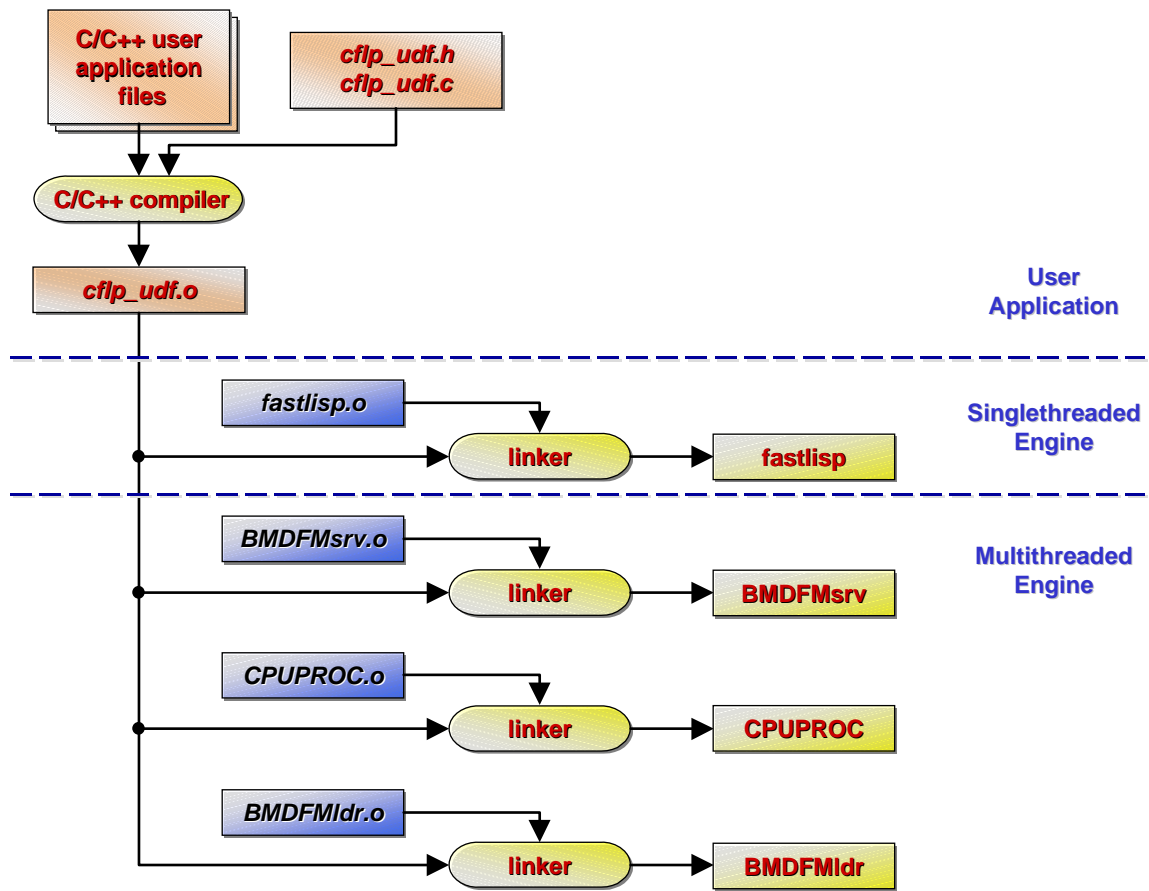 C/C++ user
application
files
cflp_udf.h
cflp_udf.c
C/C++ compiler
cflp_udf.o
User
Application
fastlisp.o
linker
fastlisp
Singlethreaded
Engine
BMDFMsrv.o
linker
BMDFMsrv
Multithreaded
Engine
CPUPROC.o
linker
CPUPROC
BMDFMldr.o
linker
BMDFMldr